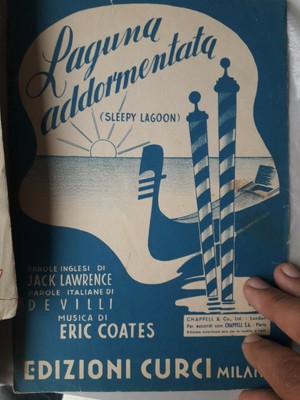 Laguna
addormentata
(SLEEPY LAGOON)
PAROLE INGLESI DI
JACK LAWRENCE
PAROLE ITALIANE DI
DEVILLI
MUSICA DI
ERIC COATES
CHAPPELL & Co., Ltd. - London
Per accordi con CHAPPELL S.A. - Paris
EDIZIONI CURCI MILAN